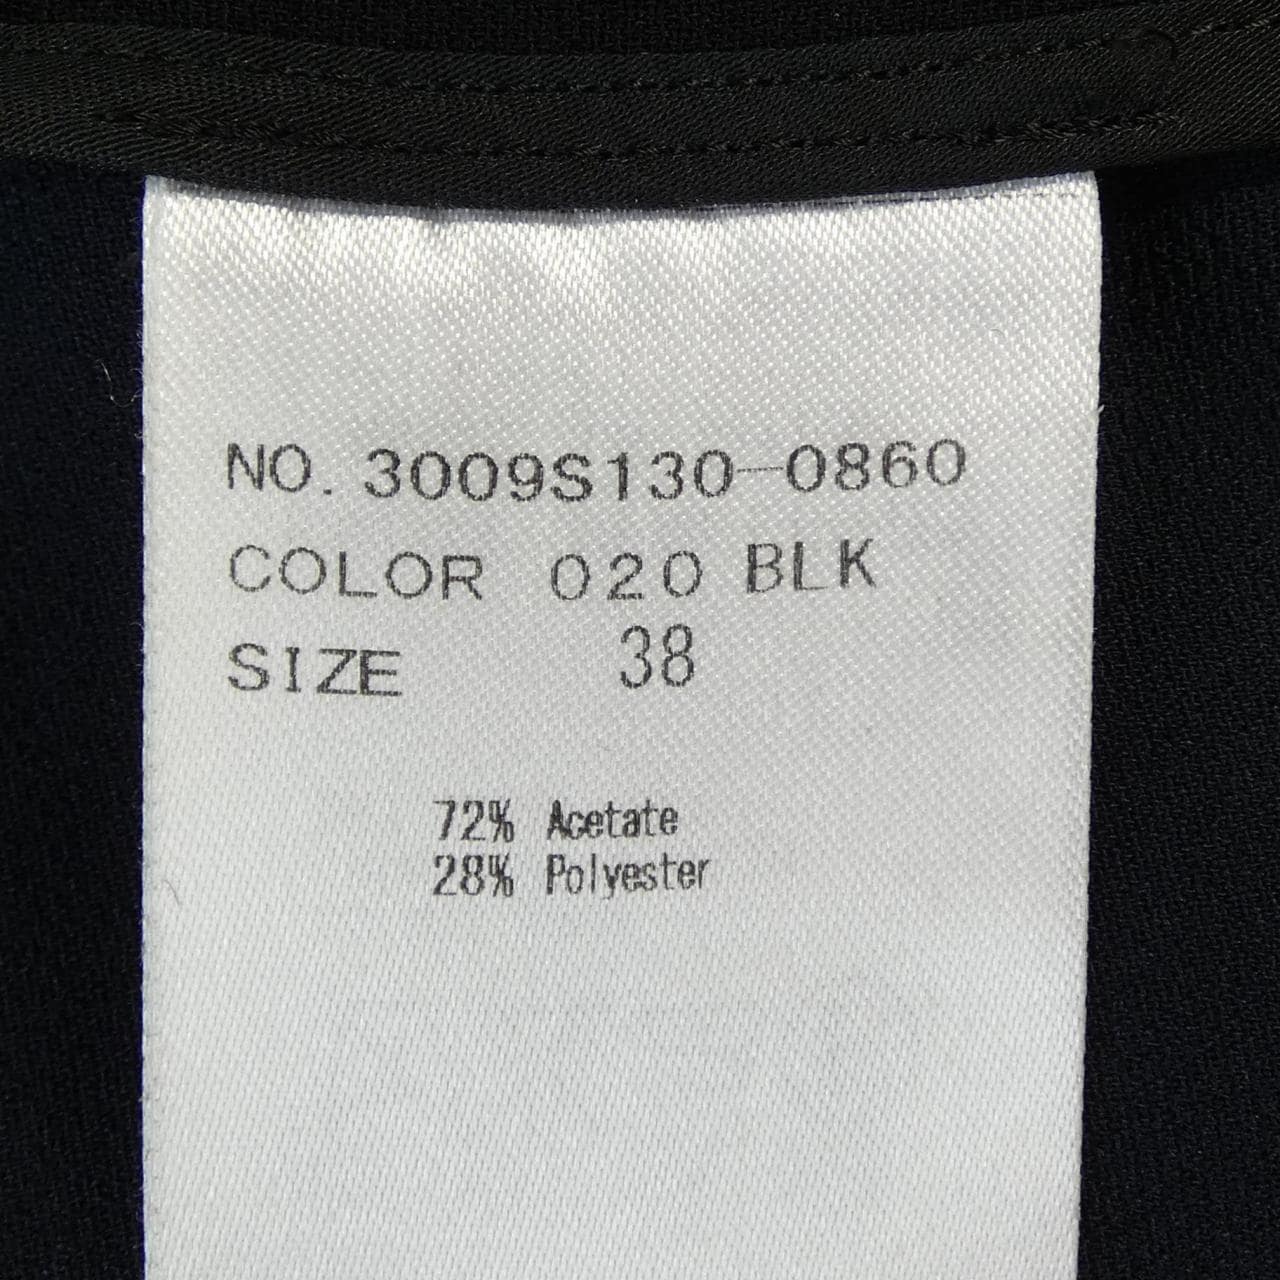 NO. 3009S130-0860
COLOR 020 BLK
SIZE 38
72% Acetate
28% Polyester